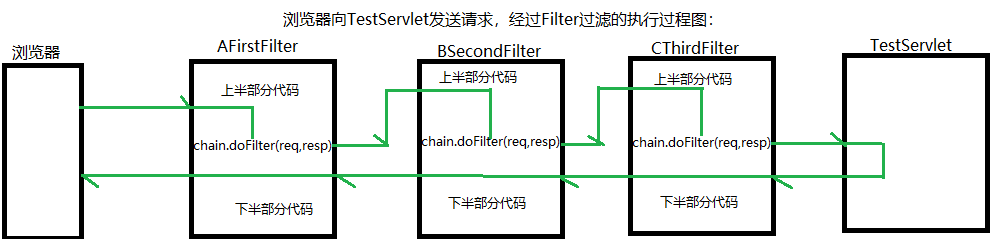 浏览器向TestServlet发送请求，经过Filter过滤的执行过程图：
浏览器
AFirstFilter
BSecondFilter
CThirdFilter
TestServlet
上半部分代码
上半部分代码
上半部分代码
chain.doFilter(req,resp)
chain.doFilter(req,resp)
chain.doFilter(req,resp)
下半部分代码
下半部分代码
下半部分代码